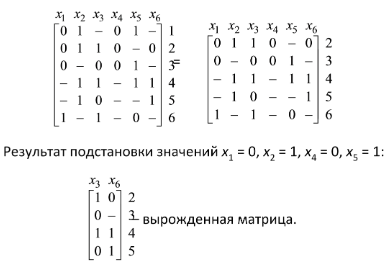 x₁ x₂ x₃ x₄ x₅ x₆
0 1 – 0 1 – 1
0 1 1 0 – 0 2
0 – 0 0 1 – 3
– 1 1 – 1 1 4
– 1 0 – – 1 5
1 – 1 – 0 – 6
=
x₁ x₂ x₃ x₄ x₅ x₆
0 1 1 0 – 0 2
0 – 0 0 1 – 3
– 1 1 – 1 1 4
– 1 0 – – 1 5
1 – 1 – 0 – 6
Результат подстановки значений x₁ = 0, x₂ = 1, x₄ = 0, x₅ = 1:
x₃ x₆
1 0 2
0 – 3
1 1 4
0 1 5
– вырожденная матрица.